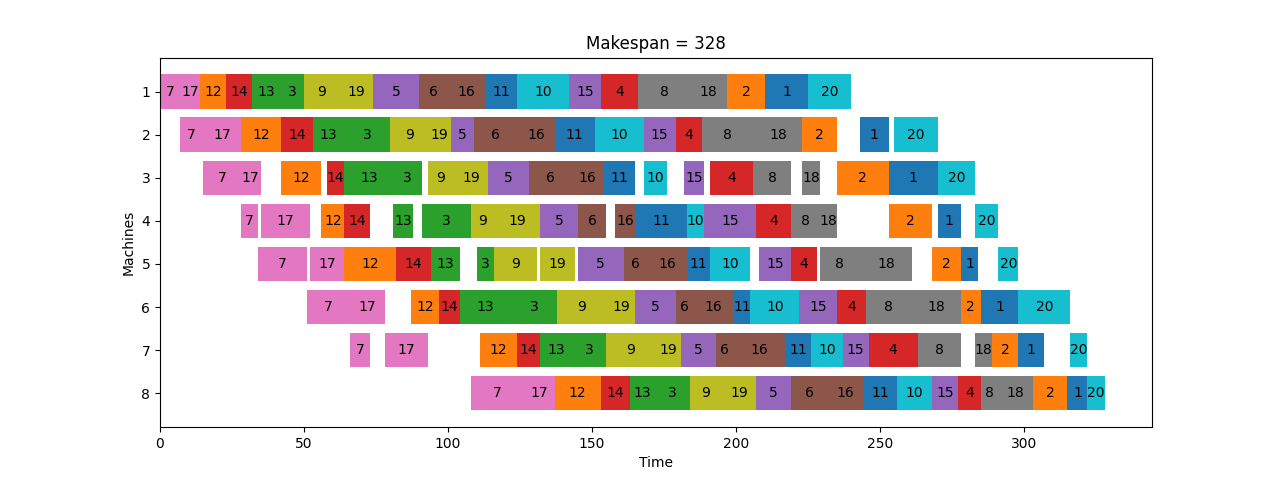 Makespan = 328
1 7 17 12 14 13 3 9 19 5 6 16 11 10 15 4 8 18 2 1 20
2 7 17 12 14 13 3 9 19 5 6 16 11 10 15 4 8 18 2 1 20
3 7 17 12 14 13 3 9 19 5 6 16 11 10 15 4 8 18 2 1 20
4 7 17 12 14 13 3 9 19 5 6 16 11 10 15 4 8 18 2 1 20
5 7 17 12 14 13 3 9 19 5 6 16 11 10 15 4 8 18 2 1 20
6 7 17 12 14 13 3 9 19 5 6 16 11 10 15 4 8 18 2 1 20
7 7 17 12 14 13 3 9 19 5 6 16 11 10 15 4 8 18 2 1 20
8 7 17 12 14 13 3 9 19 5 6 16 11 10 15 4 8 18 2 1 20
Machines
0 50 100 150 200 250 300
Time